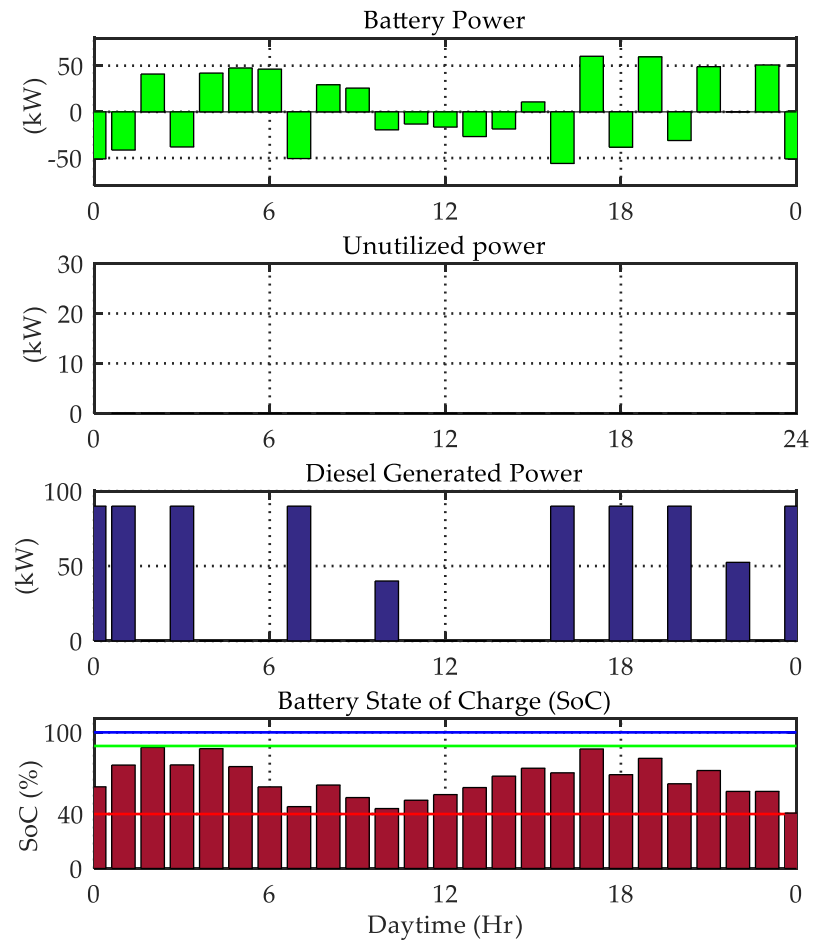 Battery Power
50
0
-50
(kW)
0 6 12 18 0
Unutilized power
30
20
10
0
(kW)
0 6 12 18 24
Diesel Generated Power
100
50
0
(kW)
0 6 12 18 0
Battery State of Charge (SoC)
100
40
0
SoC (%)
0 6 12 18 0
Daytime (Hr)